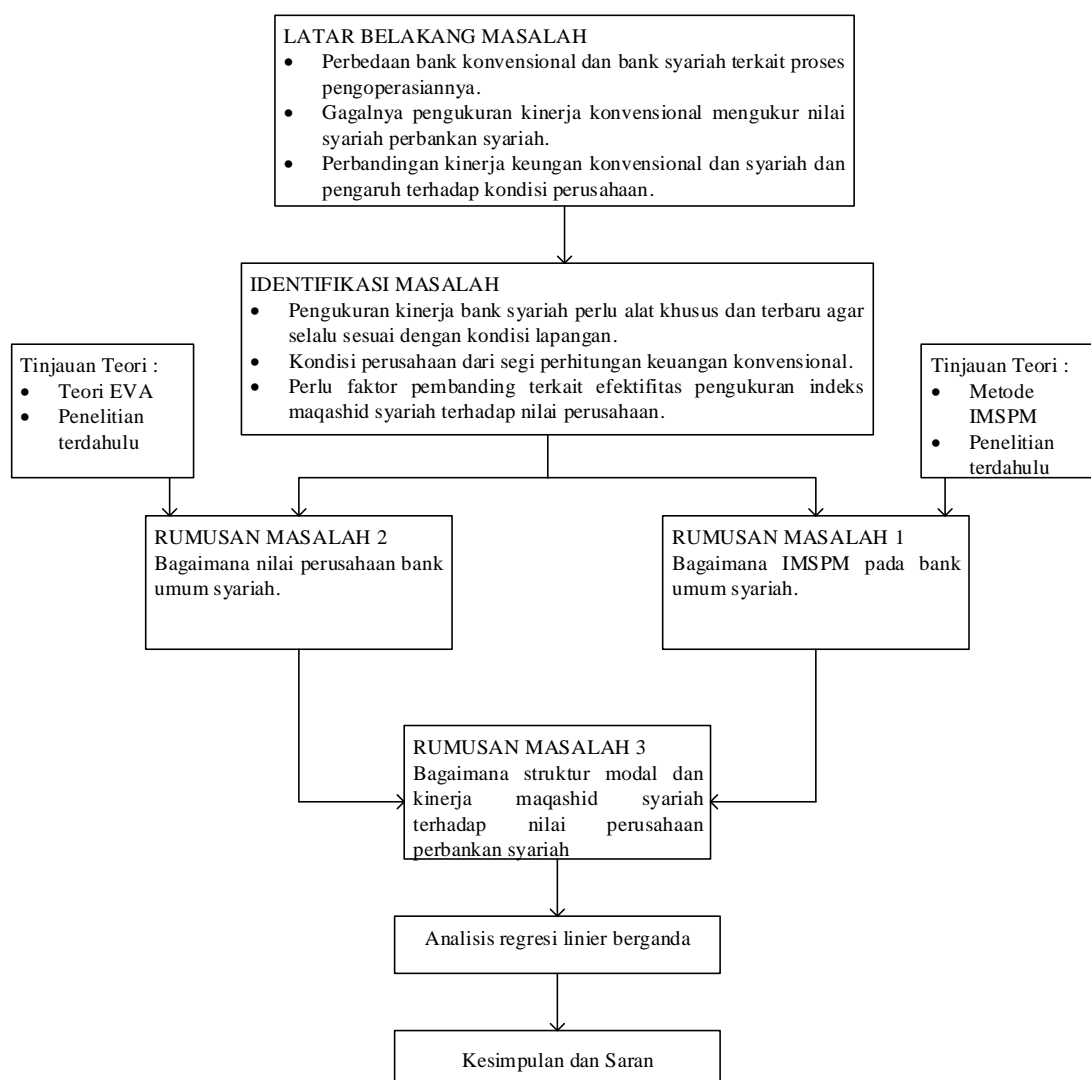 LATAR BELAKANG MASALAH
• Perbedaan bank konvensional dan bank syariah terkait proses
pengoperasiannya.
• Gagalnya pengukuran kinerja konvensional mengukur nilai
syariah perbankan syariah.
• Perbandingan kinerja keungan konvensional dan syariah dan
pengaruh terhadap kondisi perusahaan.
IDENTIFIKASI MASALAH
• Pengukuran kinerja bank syariah perlu alat khusus dan terbaru agar
selalu sesuai dengan kondisi lapangan.
• Kondisi perusahaan dari segi perhitungan keuangan konvensional.
• Perlu faktor pembanding terkait efektifitas pengukuran indeks
maqashid syariah terhadap nilai perusahaan.
Tinjauan Teori :
• Teori EVA
• Penelitian
terdahulu
Tinjauan Teori :
• Metode
IMSPM
• Penelitian
terdahulu
RUMUSAN MASALAH 2
Bagaimana nilai perusahaan bank
umum syariah.
RUMUSAN MASALAH 1
Bagaimana IMSPM pada bank
umum syariah.
RUMUSAN MASALAH 3
Bagaimana struktur modal dan
kinerja maqashid syariah
terhadap nilai perusahaan
perbankan syariah
Analisis regresi linier berganda
Kesimpulan dan Saran